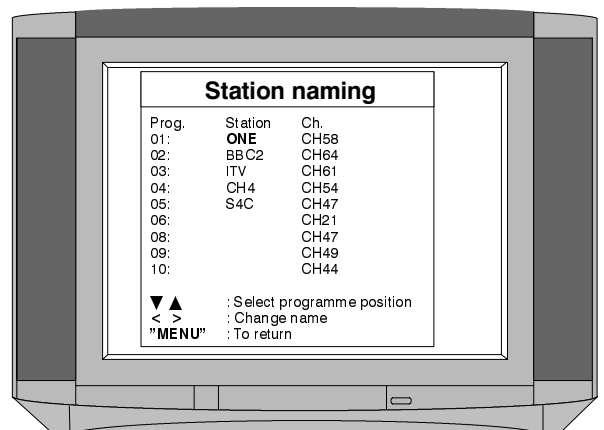 Station naming
Prog. Station Ch.
01: ONE CH58
02: BBC2 CH64
03: ITV CH61
04: CH4 CH54
05: S4C CH47
06: CH21
08: CH47
09: CH49
10: CH44
▼ ▲ : Select programme position
< > : Change name
"MENU" : To return